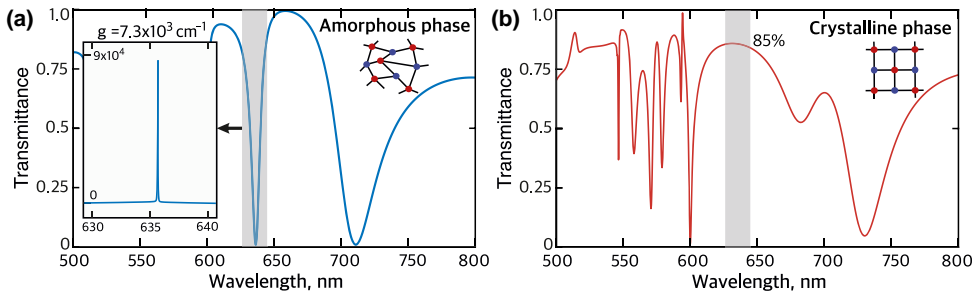 (a)
g =7.3x10³ cm⁻¹
Amorphous phase
9x10⁴
0
630 635 640
1.0
0.75
0.5
0.25
0
Transmittance
500 550 600 650 700 750 800
Wavelength, nm
(b)
Crystalline phase
85%
1.0
0.75
0.5
0.25
0
Transmittance
500 550 600 650 700 750 800
Wavelength, nm